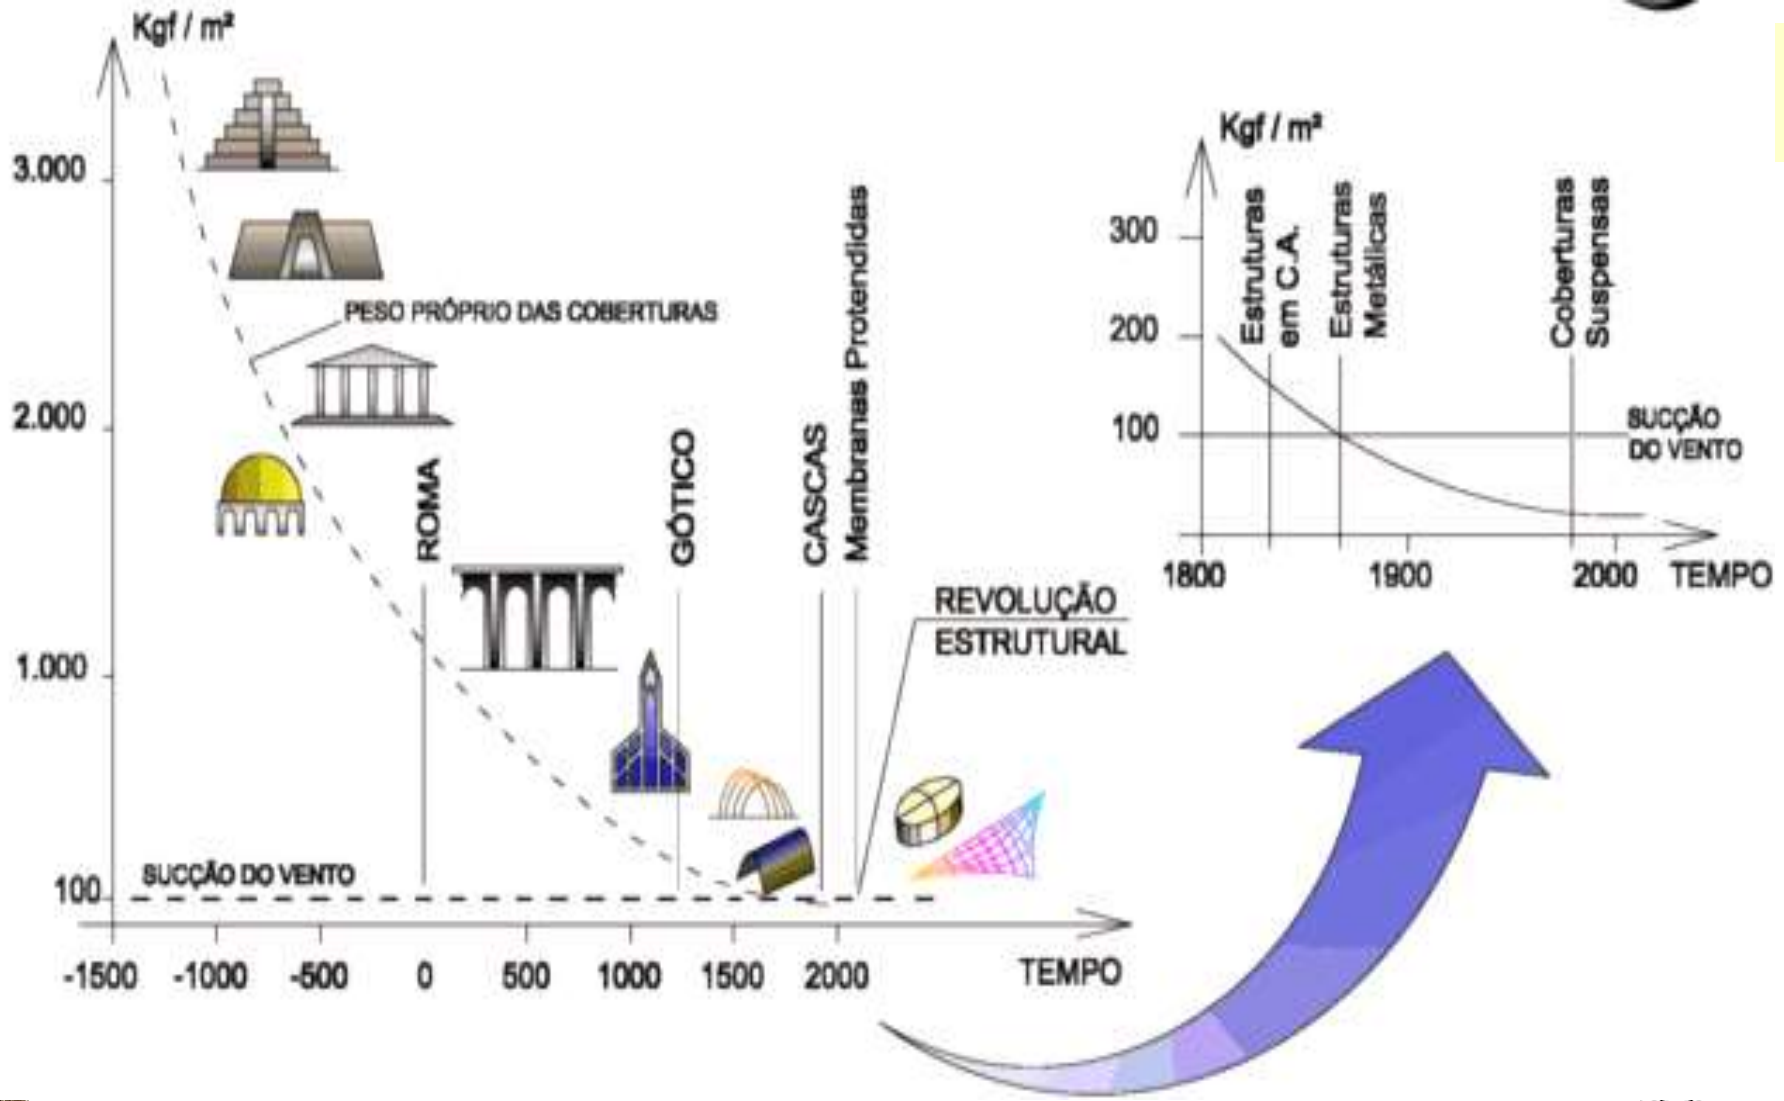 Kgf / m²
3.000
2.000
1.000
100
PESO PRÓPRIO DAS COBERTURAS
ROMA
GÓTICO
CASCAS
Membranas Protendidas
REVOLUÇÃO
ESTRUTURAL
SUCÇÃO DO VENTO
-1500 -1000 -500 0 500 1000 1500 2000 TEMPO
Kgf / m²
300
200
100
Estruturas
em C.A.
Estruturas
Metálicas
Coberturas
Suspensas
SUCÇÃO
DO VENTO
1800 1900 2000 TEMPO